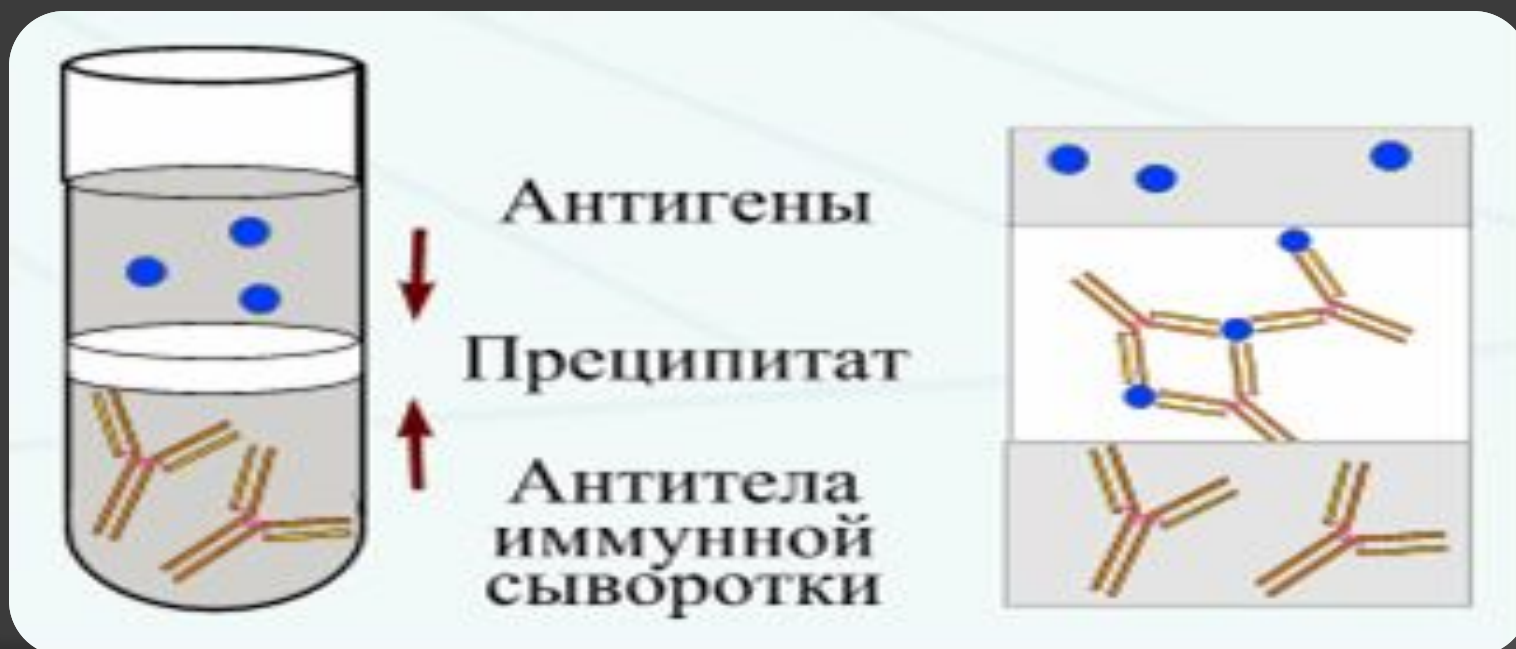 Антигены
Преципитат
Антитела
иммунной
сыворотки